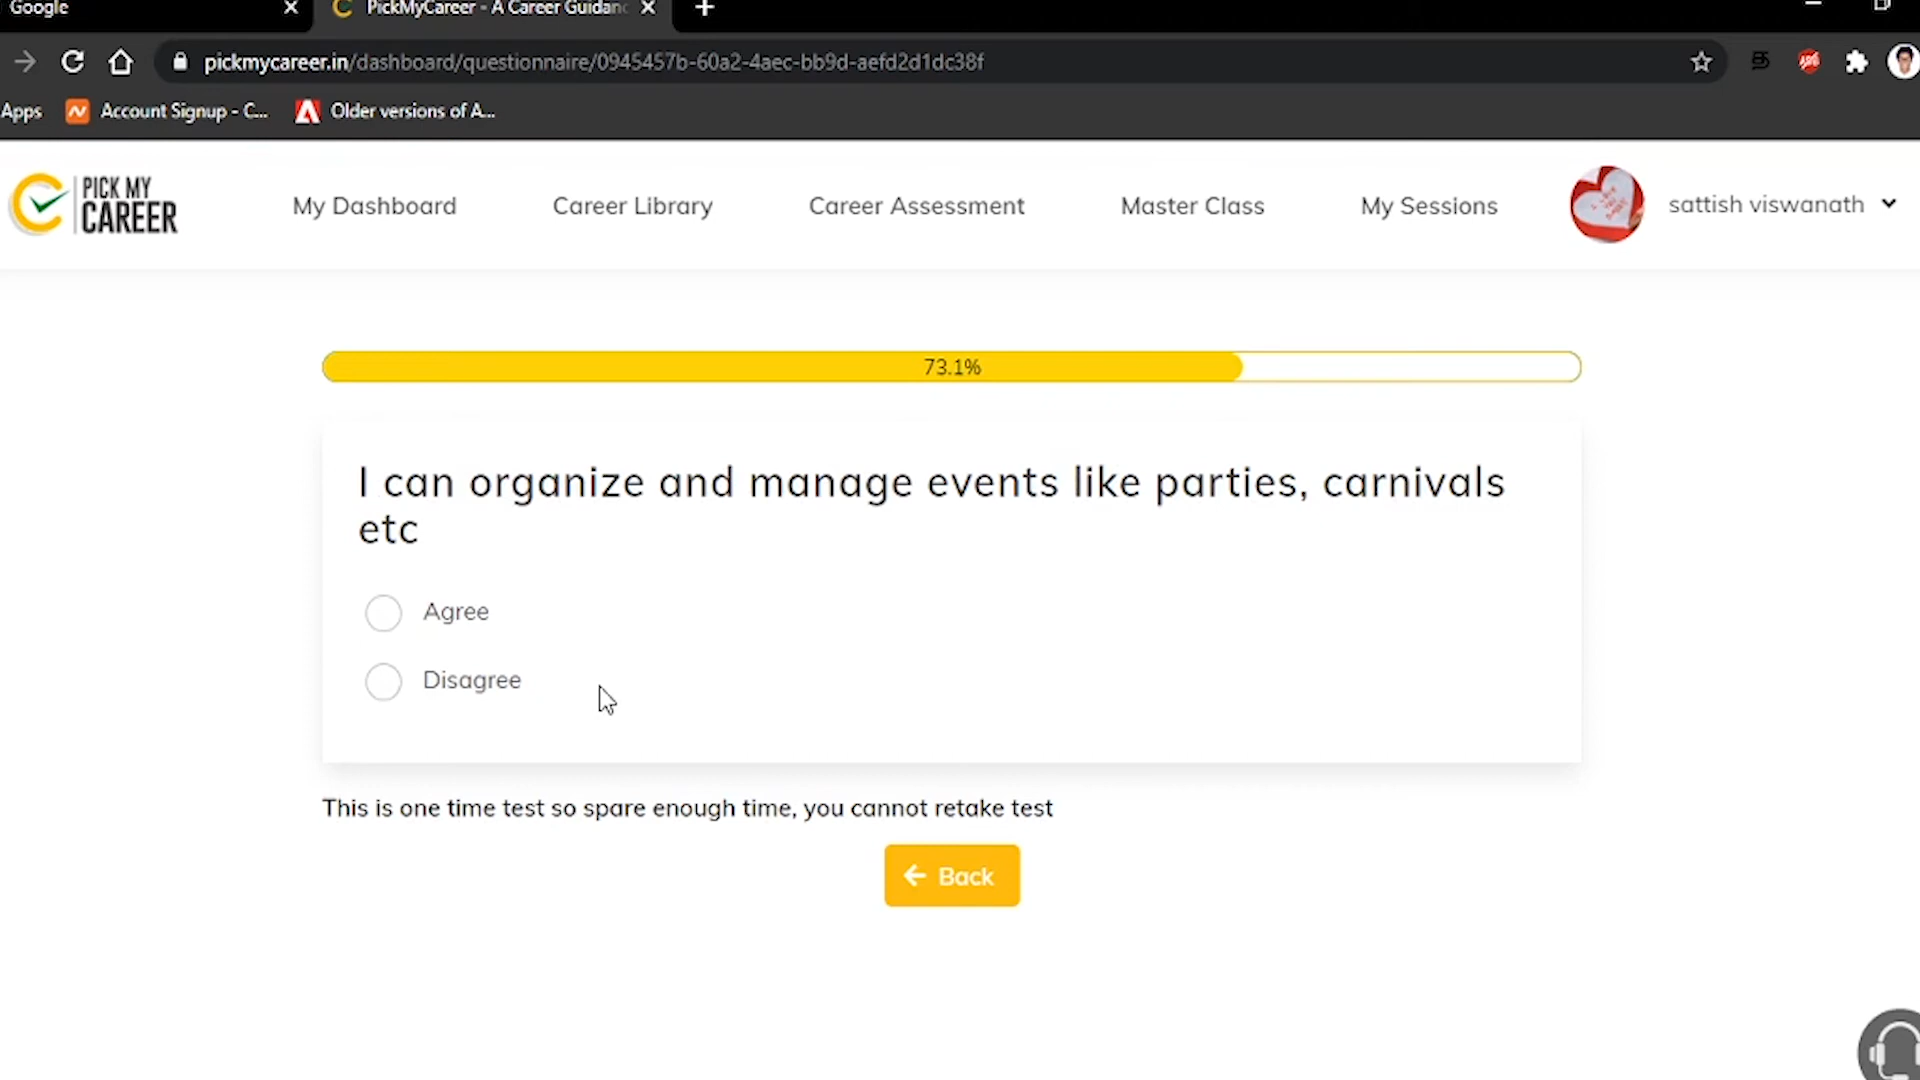 Google
PickMyCareer - A Career Guidan
pickmycareer.in/dashboard/questionnaire/0945457b-60a2-4aec-bb9d-aefd2d1dc38f
Apps
Account Signup - C...
Older versions of A...
PICK MY
CAREER
My Dashboard
Career Library
Career Assessment
Master Class
My Sessions
sattish viswanath
73.1%
I can organize and manage events like parties, carnivals
etc
Agree
Disagree
This is one time test so spare enough time, you cannot retake test
Back